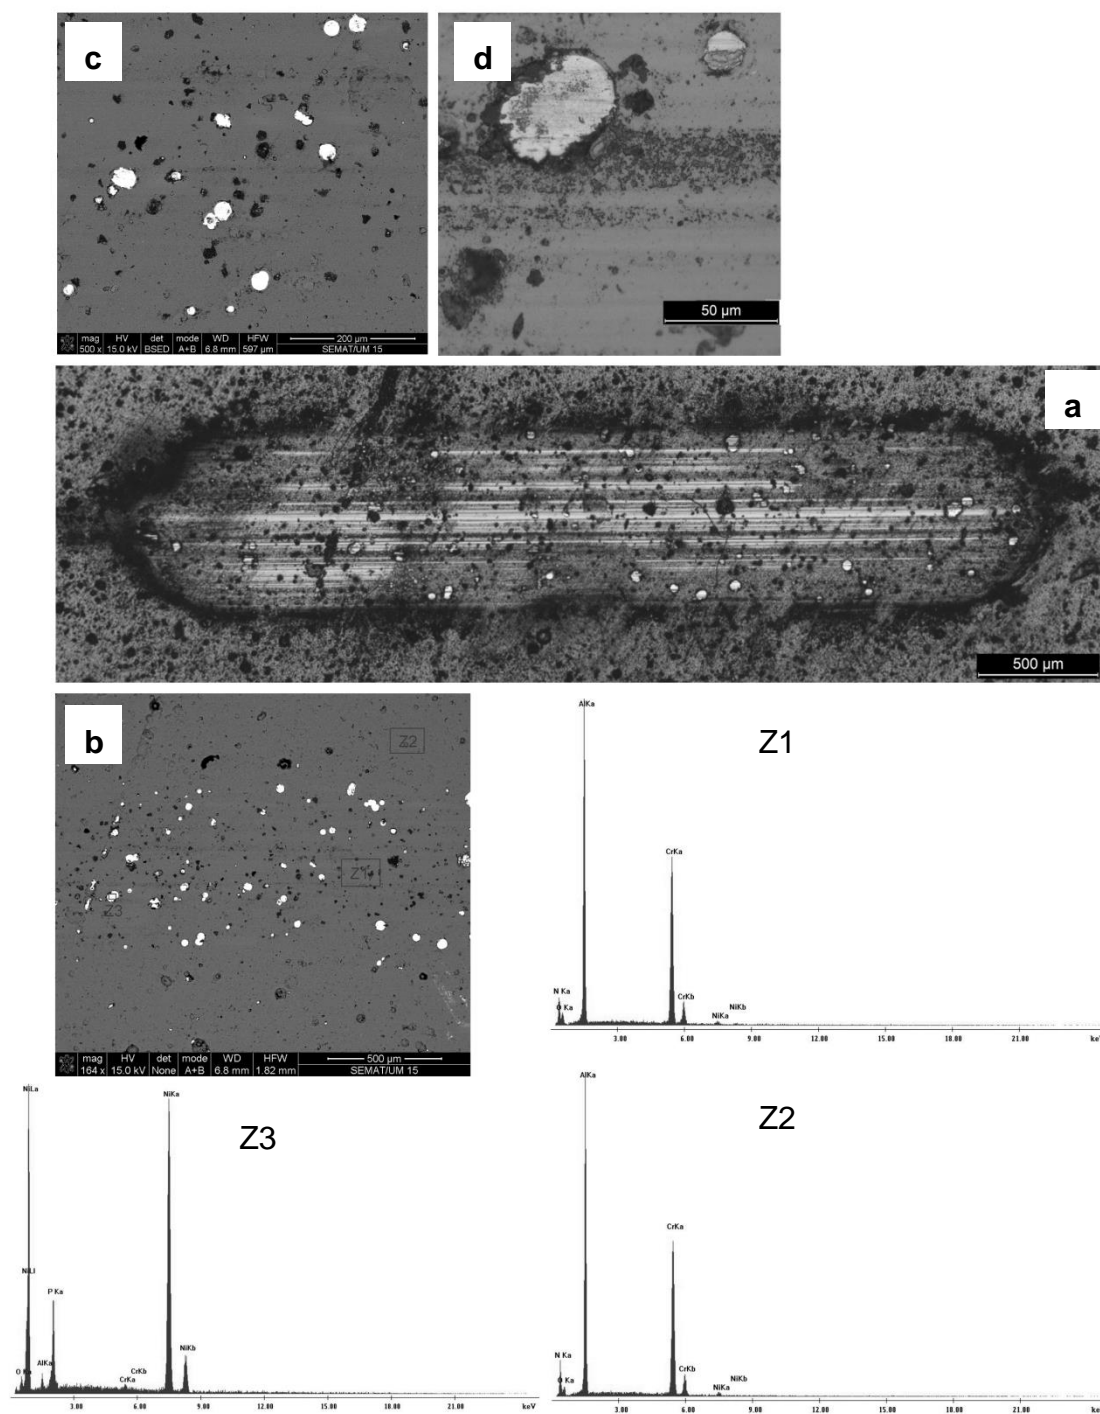 c
mag HV det mode WD HFW 200 µm
500 x 15.0 kV BSED A+B 6.8 mm 597 µm SEMAT/UM 15
d
50 µm
a
500 µm
b
Z2
Z1
Z3
mag HV det mode WD HFW 500 µm
164 x 15.0 kV None A+B 6.8 mm 1.82 mm SEMAT/UM 15
Z1
AlKa
CrKa
N Ka
O Ka
CrKb
NiKa
NiKb
3.00 6.00 9.00 12.00 15.00 18.00 21.00 keV
Z3
NiLa
NiKa
NiLl
P Ka
NiKb
AlKa
CrKb
CrKa
3.00 6.00 9.00 12.00 15.00 18.00 21.00 keV
Z2
AlKa
CrKa
N Ka
O Ka
CrKb
NiKb
NiKa
3.00 6.00 9.00 12.00 15.00 18.00 21.00 keV